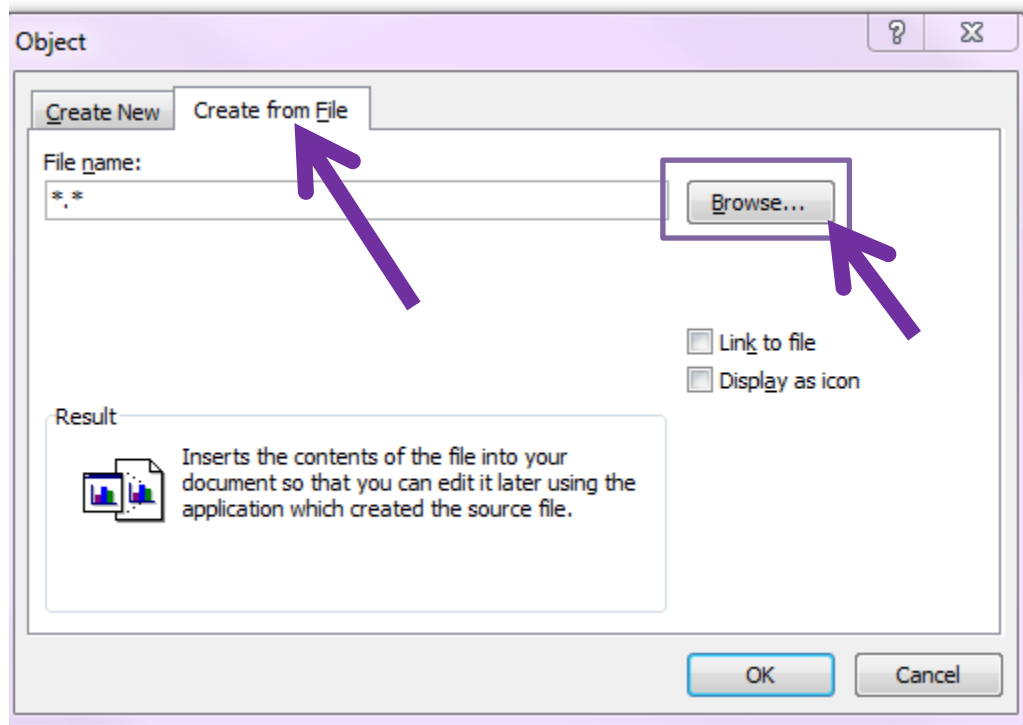 Object
Create New
Create from File
File name:
*.*
Browse...
Link to file
Display as icon
Result
Inserts the contents of the file into your
document so that you can edit it later using the
application which created the source file.
OK
Cancel